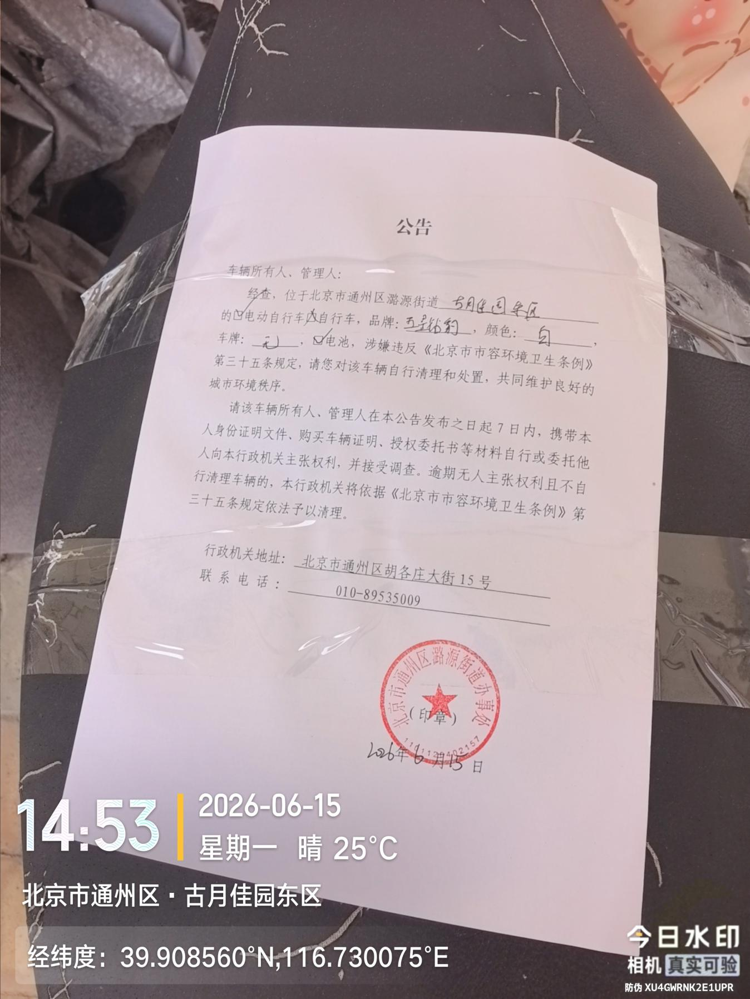 公告
车辆所有人、管理人：
经查，位于北京市通州区潞源街道 古月佳园东区
的☑电动自行车☒自行车，品牌：五星钻豹，颜色：白，
车牌：无，☑电池，涉嫌违反《北京市市容环境卫生条例》
第三十五条规定，请您对该车辆自行清理和处置，共同维护良好的
城市环境秩序。
请该车辆所有人、管理人在本公告发布之日起 7 日内，携带本
人身份证明文件、购买车辆证明、授权委托书等材料自行或委托他
人向本行政机关主张权利，并接受调查。逾期无人主张权利且不自
行清理车辆的，本行政机关将依据《北京市市容环境卫生条例》第
三十五条规定依法予以清理。
行政机关地址：北京市通州区胡各庄大街 15 号
联系电话：010-89535009
北京市通州区潞源街道办事处
（印章）
2026年6月15日
14:53
2026-06-15
星期一 晴 25°C
北京市通州区·古月佳园东区
经纬度：39.908560°N,116.730075°E
今日水印
相机 真实可验
防伪 XU4GWRNK2E1UPR